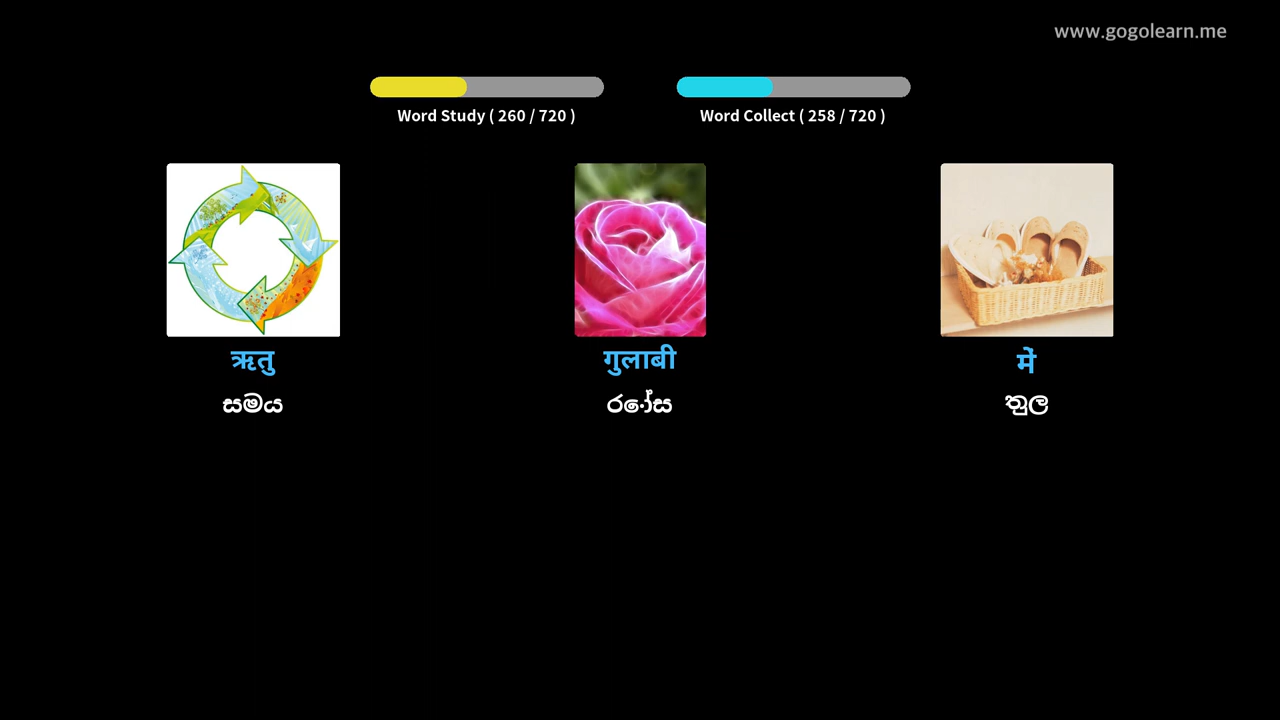 www.gogolearn.me
Word Study ( 260 / 720 )
Word Collect ( 258 / 720 )
ऋतु
गुलाबी
में
සමය
රෝස
තුල